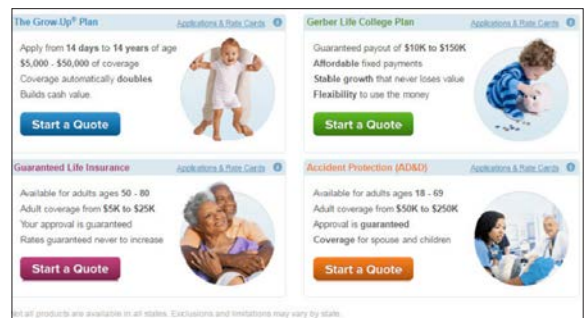 The Grow-Up® Plan
Applications & Rate Cards
Apply from 14 days to 14 years of age
$5,000 - $50,000 of coverage
Coverage automatically doubles
Builds cash value.
Start a Quote
Gerber Life College Plan
Applications & Rate Cards
Guaranteed payout of $10K to $150K
Affordable fixed payments
Stable growth that never loses value
Flexibility to use the money
Start a Quote
Guaranteed Life Insurance
Applications & Rate Cards
Available for adults ages 50 - 80
Adult coverage from $5K to $25K
Your approval is guaranteed
Rates guaranteed never to increase
Start a Quote
Accident Protection (AD&D)
Applications & Rate Cards
Available for adults ages 18 - 69
Adult coverage from $50K to $250K
Approval is guaranteed
Coverage for spouse and children
Start a Quote
Not all products are available in all states. Exclusions and limitations may vary by state.